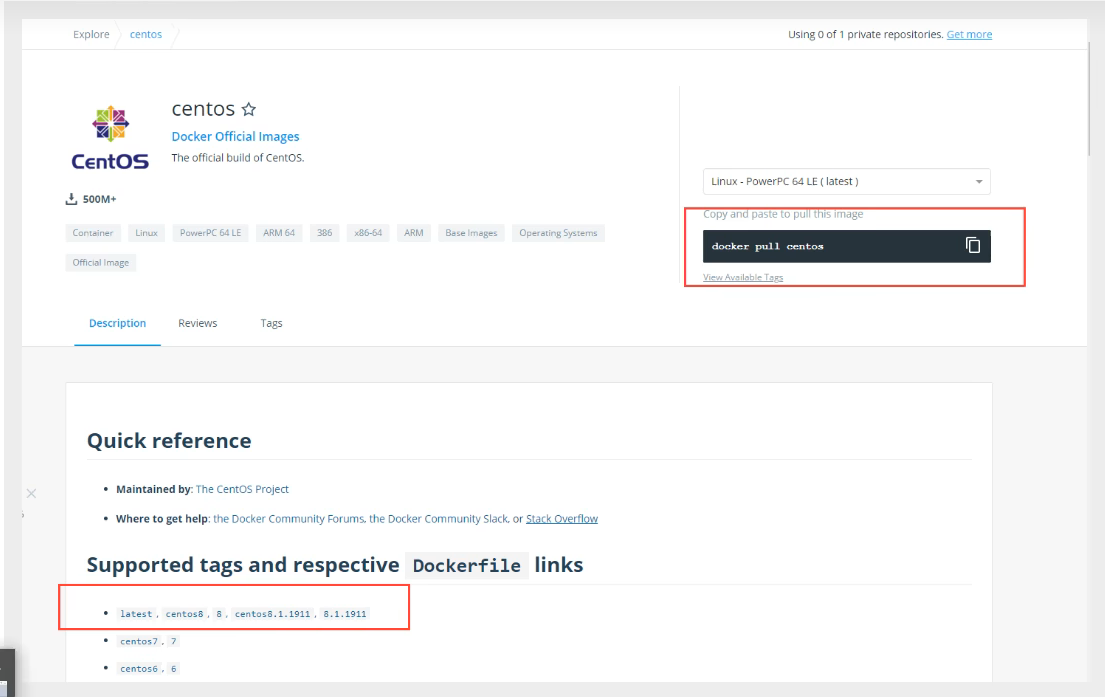 Explore centos Using 0 of 1 private repositories. Get more
centos
Docker Official Images
The official build of CentOS.
CentOS
500M+
Container Linux PowerPC 64 LE ARM 64 386 x86-64 ARM Base Images Operating Systems
Official Image
Linux - PowerPC 64 LE ( latest )
Copy and paste to pull this image
docker pull centos
View Available Tags
Description Reviews Tags
Quick reference
• Maintained by: The CentOS Project
• Where to get help: the Docker Community Forums, the Docker Community Slack, or Stack Overflow
Supported tags and respective Dockerfile links
• latest, centos8, 8, centos8.1.1911, 8.1.1911
• centos7, 7
• centos6, 6